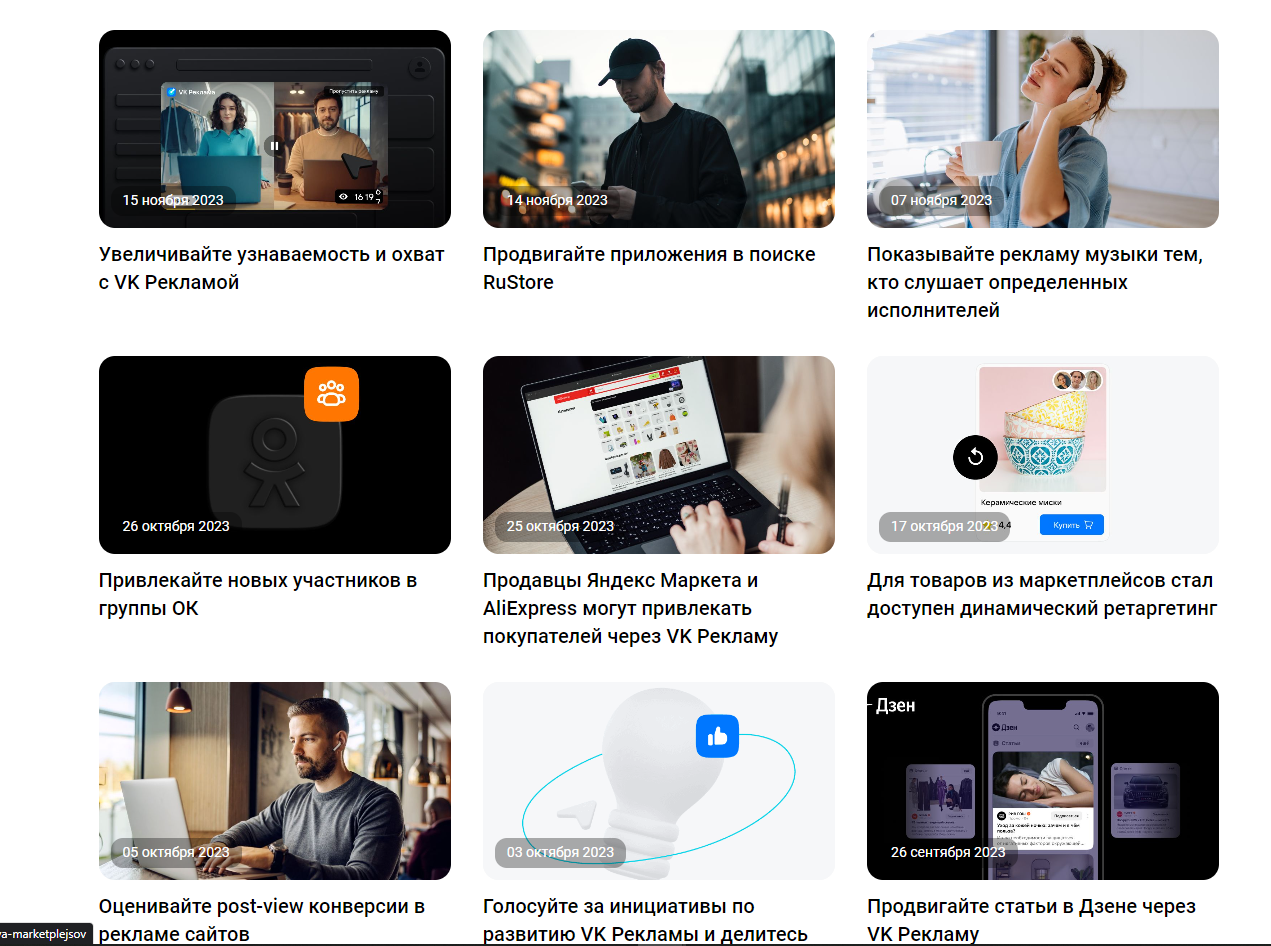 VK Реклама
Пропустить рекламу
15 ноября 2023
14 ноября 2023
07 ноября 2023
Увеличивайте узнаваемость и охват
с VK Рекламой
Продвигайте приложения в поиске
RuStore
Показывайте рекламу музыки тем,
кто слушает определенных
исполнителей
26 октября 2023
25 октября 2023
Керамические миски
4,4
Купить
17 октября 2023
Привлекайте новых участников в
группы ОК
Продавцы Яндекс Маркета и
AliExpress могут привлекать
покупателей через VK Рекламу
Для товаров из маркетплейсов стал
доступен динамический ретаргетинг
Дзен
Дзен
Статьи
Подписаться
05 октября 2023
03 октября 2023
26 сентября 2023
Оценивайте post-view конверсии в
рекламе сайтов
Голосуйте за инициативы по
развитию VK Рекламы и делитесь
Продвигайте статьи в Дзене через
VK Рекламу
va-marketplejsov